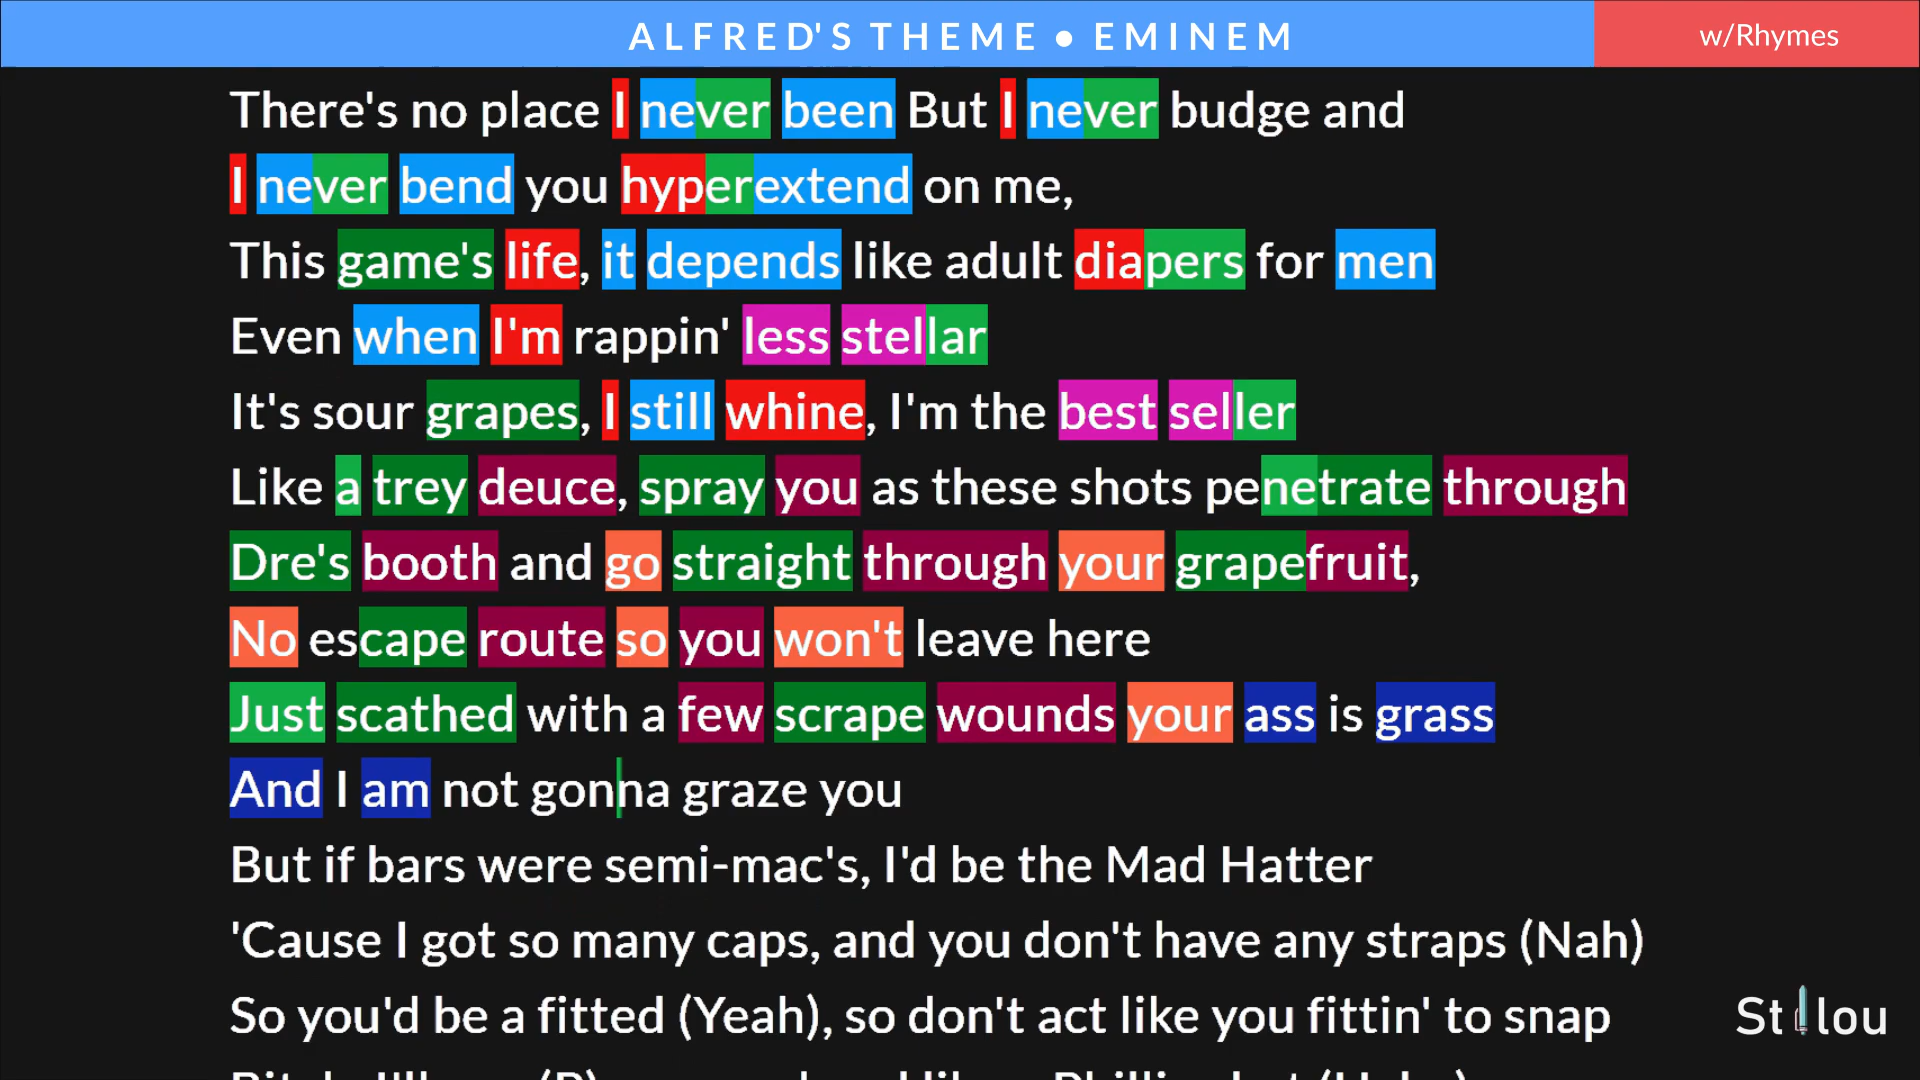 ALFRED'S THEME ● EMINEM
w/Rhymes
There's no place I never been But I never budge and
I never bend you hyperextend on me,
This game's life, it depends like adult diapers for men
Even when I'm rappin' less stellar
It's sour grapes, I still whine, I'm the best seller
Like a trey deuce, spray you as these shots penetrate through
Dre's booth and go straight through your grapefruit,
No escape route so you won't leave here
Just scathed with a few scrape wounds your ass is grass
And I am not gonna graze you
But if bars were semi-mac's, I'd be the Mad Hatter
'Cause I got so many caps, and you don't have any straps (Nah)
So you'd be a fitted (Yeah), so don't act like you fittin' to snap
Stilou